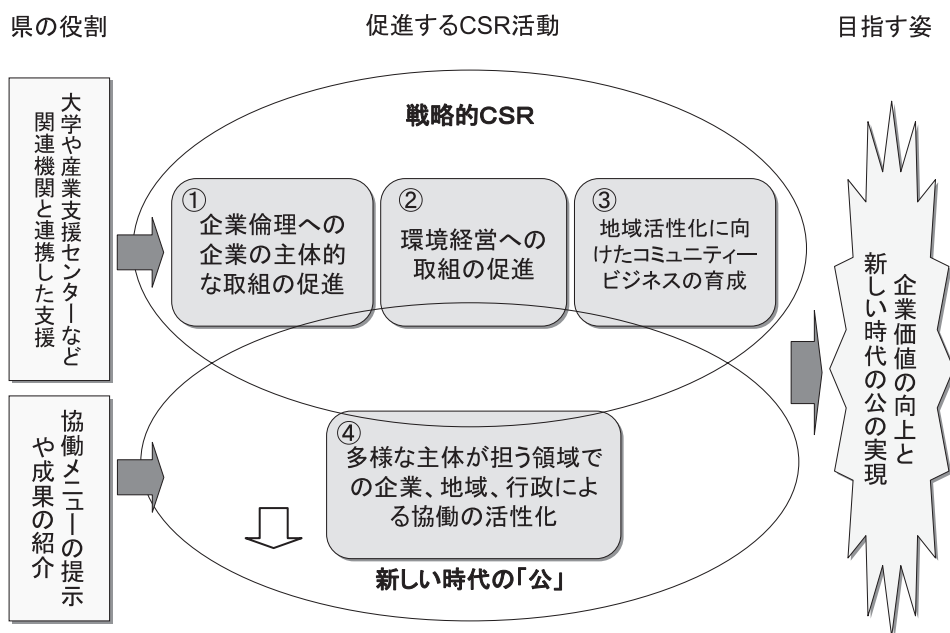 県の役割
促進するCSR活動
目指す姿
大学や産業支援センターなど
関連機関と連携した支援
戦略的CSR
①
企業倫理への
企業の主体的
な取組の促進
②
環境経営への
取組の促進
③
地域活性化に向
けたコミュニティー
ビジネスの育成
協働メニューの提示
や成果の紹介
④
多様な主体が担う領域で
の企業、地域、行政によ
る協働の活性化
新しい時代の「公」
企業価値の向上と
新しい時代の公の実現